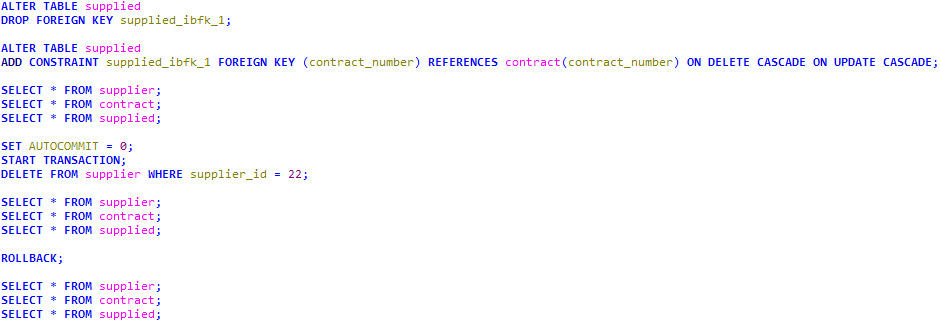 ALTER TABLE supplied
DROP FOREIGN KEY supplied_ibfk_1;
ALTER TABLE supplied
ADD CONSTRAINT supplied_ibfk_1 FOREIGN KEY (contract_number) REFERENCES contract(contract_number) ON DELETE CASCADE ON UPDATE CASCADE;
SELECT * FROM supplier;
SELECT * FROM contract;
SELECT * FROM supplied;
SET AUTOCOMMIT = 0;
START TRANSACTION;
DELETE FROM supplier WHERE supplier_id = 22;
SELECT * FROM supplier;
SELECT * FROM contract;
SELECT * FROM supplied;
ROLLBACK;
SELECT * FROM supplier;
SELECT * FROM contract;
SELECT * FROM supplied;